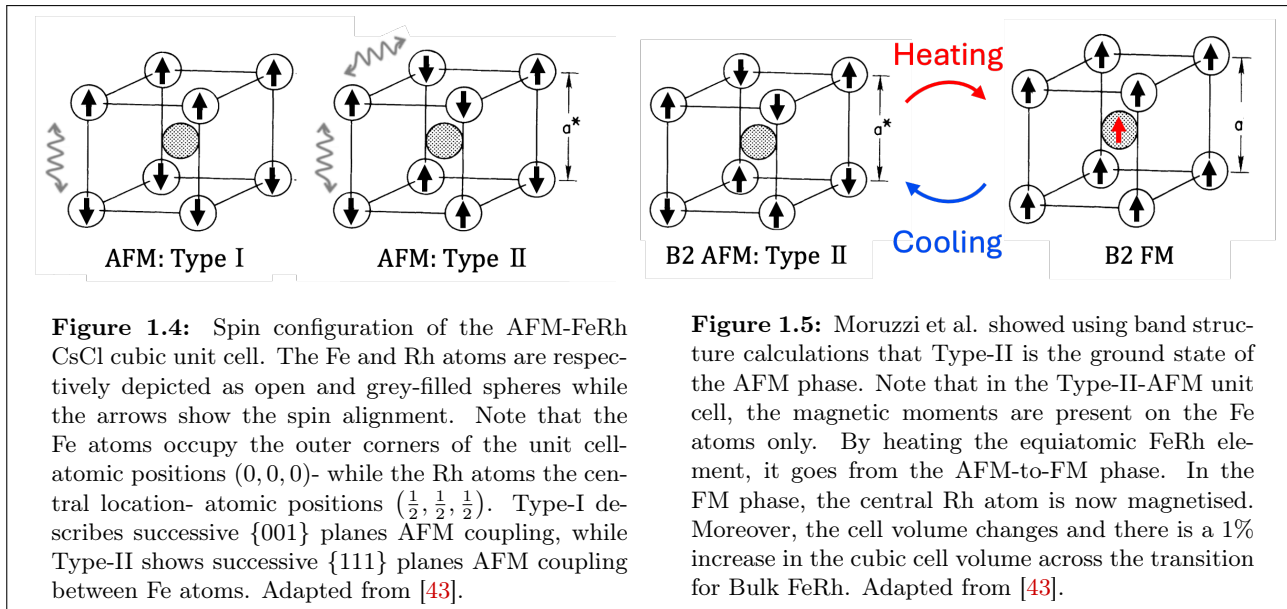 a*
AFM: Type I
AFM: Type II
a*
B2 AFM: Type II
Heating
Cooling
a
B2 FM
Figure 1.4: Spin configuration of the AFM-FeRh
CsCl cubic unit cell. The Fe and Rh atoms are respec-
tively depicted as open and grey-filled spheres while
the arrows show the spin alignment. Note that the
Fe atoms occupy the outer corners of the unit cell-
atomic positions (0, 0, 0)- while the Rh atoms the cen-
tral location- atomic positions (1/2, 1/2, 1/2). Type-I de-
scribes successive {001} planes AFM coupling, while
Type-II shows successive {111} planes AFM coupling
between Fe atoms. Adapted from [43].
Figure 1.5: Moruzzi et al. showed using band struc-
ture calculations that Type-II is the ground state of
the AFM phase. Note that in the Type-II-AFM unit
cell, the magnetic moments are present on the Fe
atoms only. By heating the equiatomic FeRh ele-
ment, it goes from the AFM-to-FM phase. In the
FM phase, the central Rh atom is now magnetised.
Moreover, the cell volume changes and there is a 1%
increase in the cubic cell volume across the transition
for Bulk FeRh. Adapted from [43].